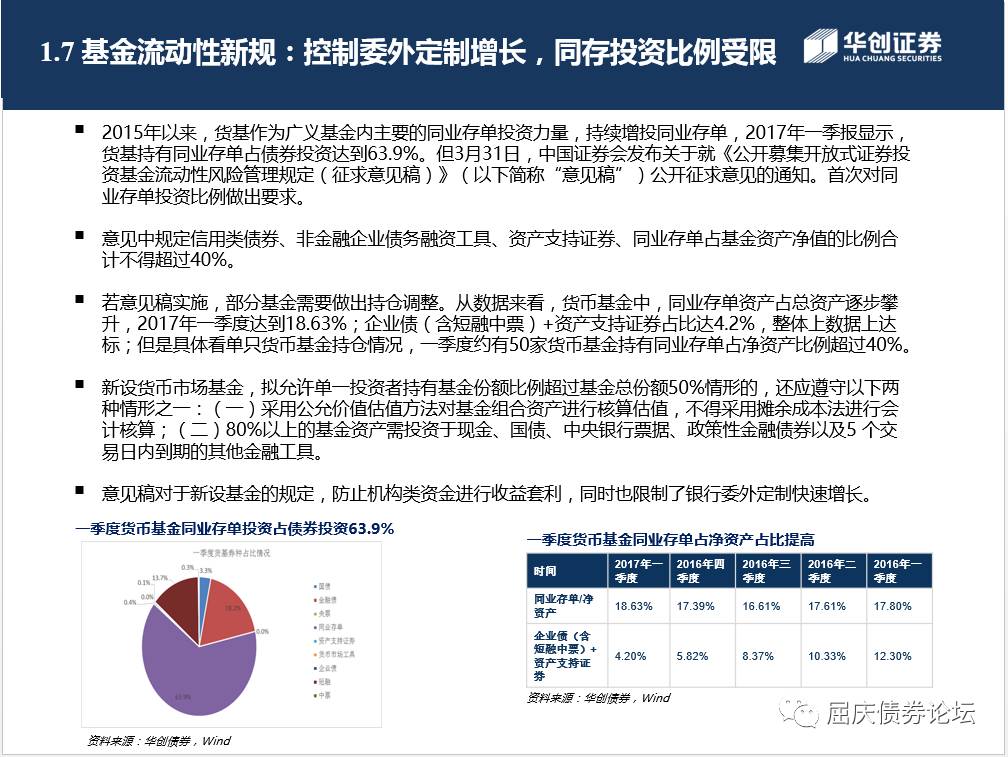 1.7 基金流动性新规：控制委外定制增长，同存投资比例受限
华创证券
HUA CHUANG SECURITIES
2015年以来，货基作为广义基金内主要的同业存单投资力量，持续增投同业存单，2017年一季报显示，
货基持有同业存单占债券投资达到63.9%。但3月31日，中国证券会发布关于就《公开募集开放式证券投
资基金流动性风险管理规定（征求意见稿）》（以下简称“意见稿”）公开征求意见的通知。首次对同
业存单投资比例做出要求。
意见中规定信用类债券、非金融企业债务融资工具、资产支持证券、同业存单占基金资产净值的比例合
计不得超过40%。
若意见稿实施，部分基金需要做出持仓调整。从数据来看，货币基金中，同业存单资产占总资产逐步攀
升，2017年一季度达到18.63%；企业债（含短融中票）+资产支持证券占比达4.2%，整体上数据上达
标；但是具体看单只货币基金持仓情况，一季度约有50家货币基金持有同业存单占净资产比例超过40%。
新设货币市场基金，拟允许单一投资者持有基金份额比例超过基金总份额50%情形的，还应遵守以下两
种情形之一：（一）采用公允价值估值方法对基金组合资产进行核算估值，不得采用摊余成本法进行会
计核算；（二）80%以上的基金资产需投资于现金、国债、中央银行票据、政策性金融债券以及5 个交
易日内到期的其他金融工具。
意见稿对于新设基金的规定，防止机构类资金进行收益套利，同时也限制了银行委外定制快速增长。
一季度货币基金同业存单投资占债券投资63.9%
一季度货基券种占比情况
0.3%
3.3%
13.7%
0.1%
0.0%
0.4%
18.2%
0.0%
63.9%
国债
金融债
央票
同业存单
资产支持证券
货币市场工具
企业债
短融
中票
资料来源：华创债券，Wind
一季度货币基金同业存单占净资产占比提高
时间 2017年一季度 2016年四季度 2016年三季度 2016年二季度 2016年一季度
同业存单/净资产 18.63% 17.39% 16.61% 17.61% 17.80%
企业债（含短融中票）+资产支持证券 4.20% 5.82% 8.37% 10.33% 12.30%
资料来源：华创债券，Wind
屈庆债券论坛